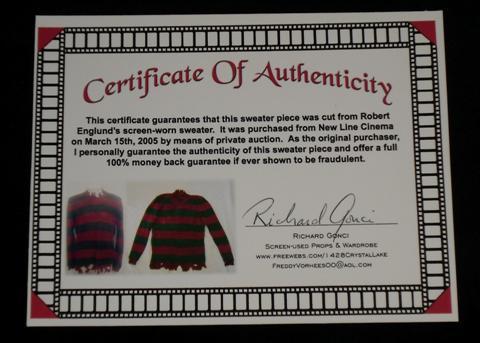 Certificate Of Authenticity
This certificate guarantees that this sweater piece was cut from Robert
Englund's screen-worn sweater. It was purchased from New Line Cinema
on March 15th, 2005 by means of private auction. As the original purchaser,
I personally guarantee the authenticity of this sweater piece and offer a full
100% money back guarantee if ever shown to be fraudulent.
Richard Gonci
RICHARD GONCI
SCREEN-USED PROPS & WARDROBE
WWW.FREEWEBS.COM/1428CRYSTALLAKE
FREDDYVORHEES00@AOL.COM